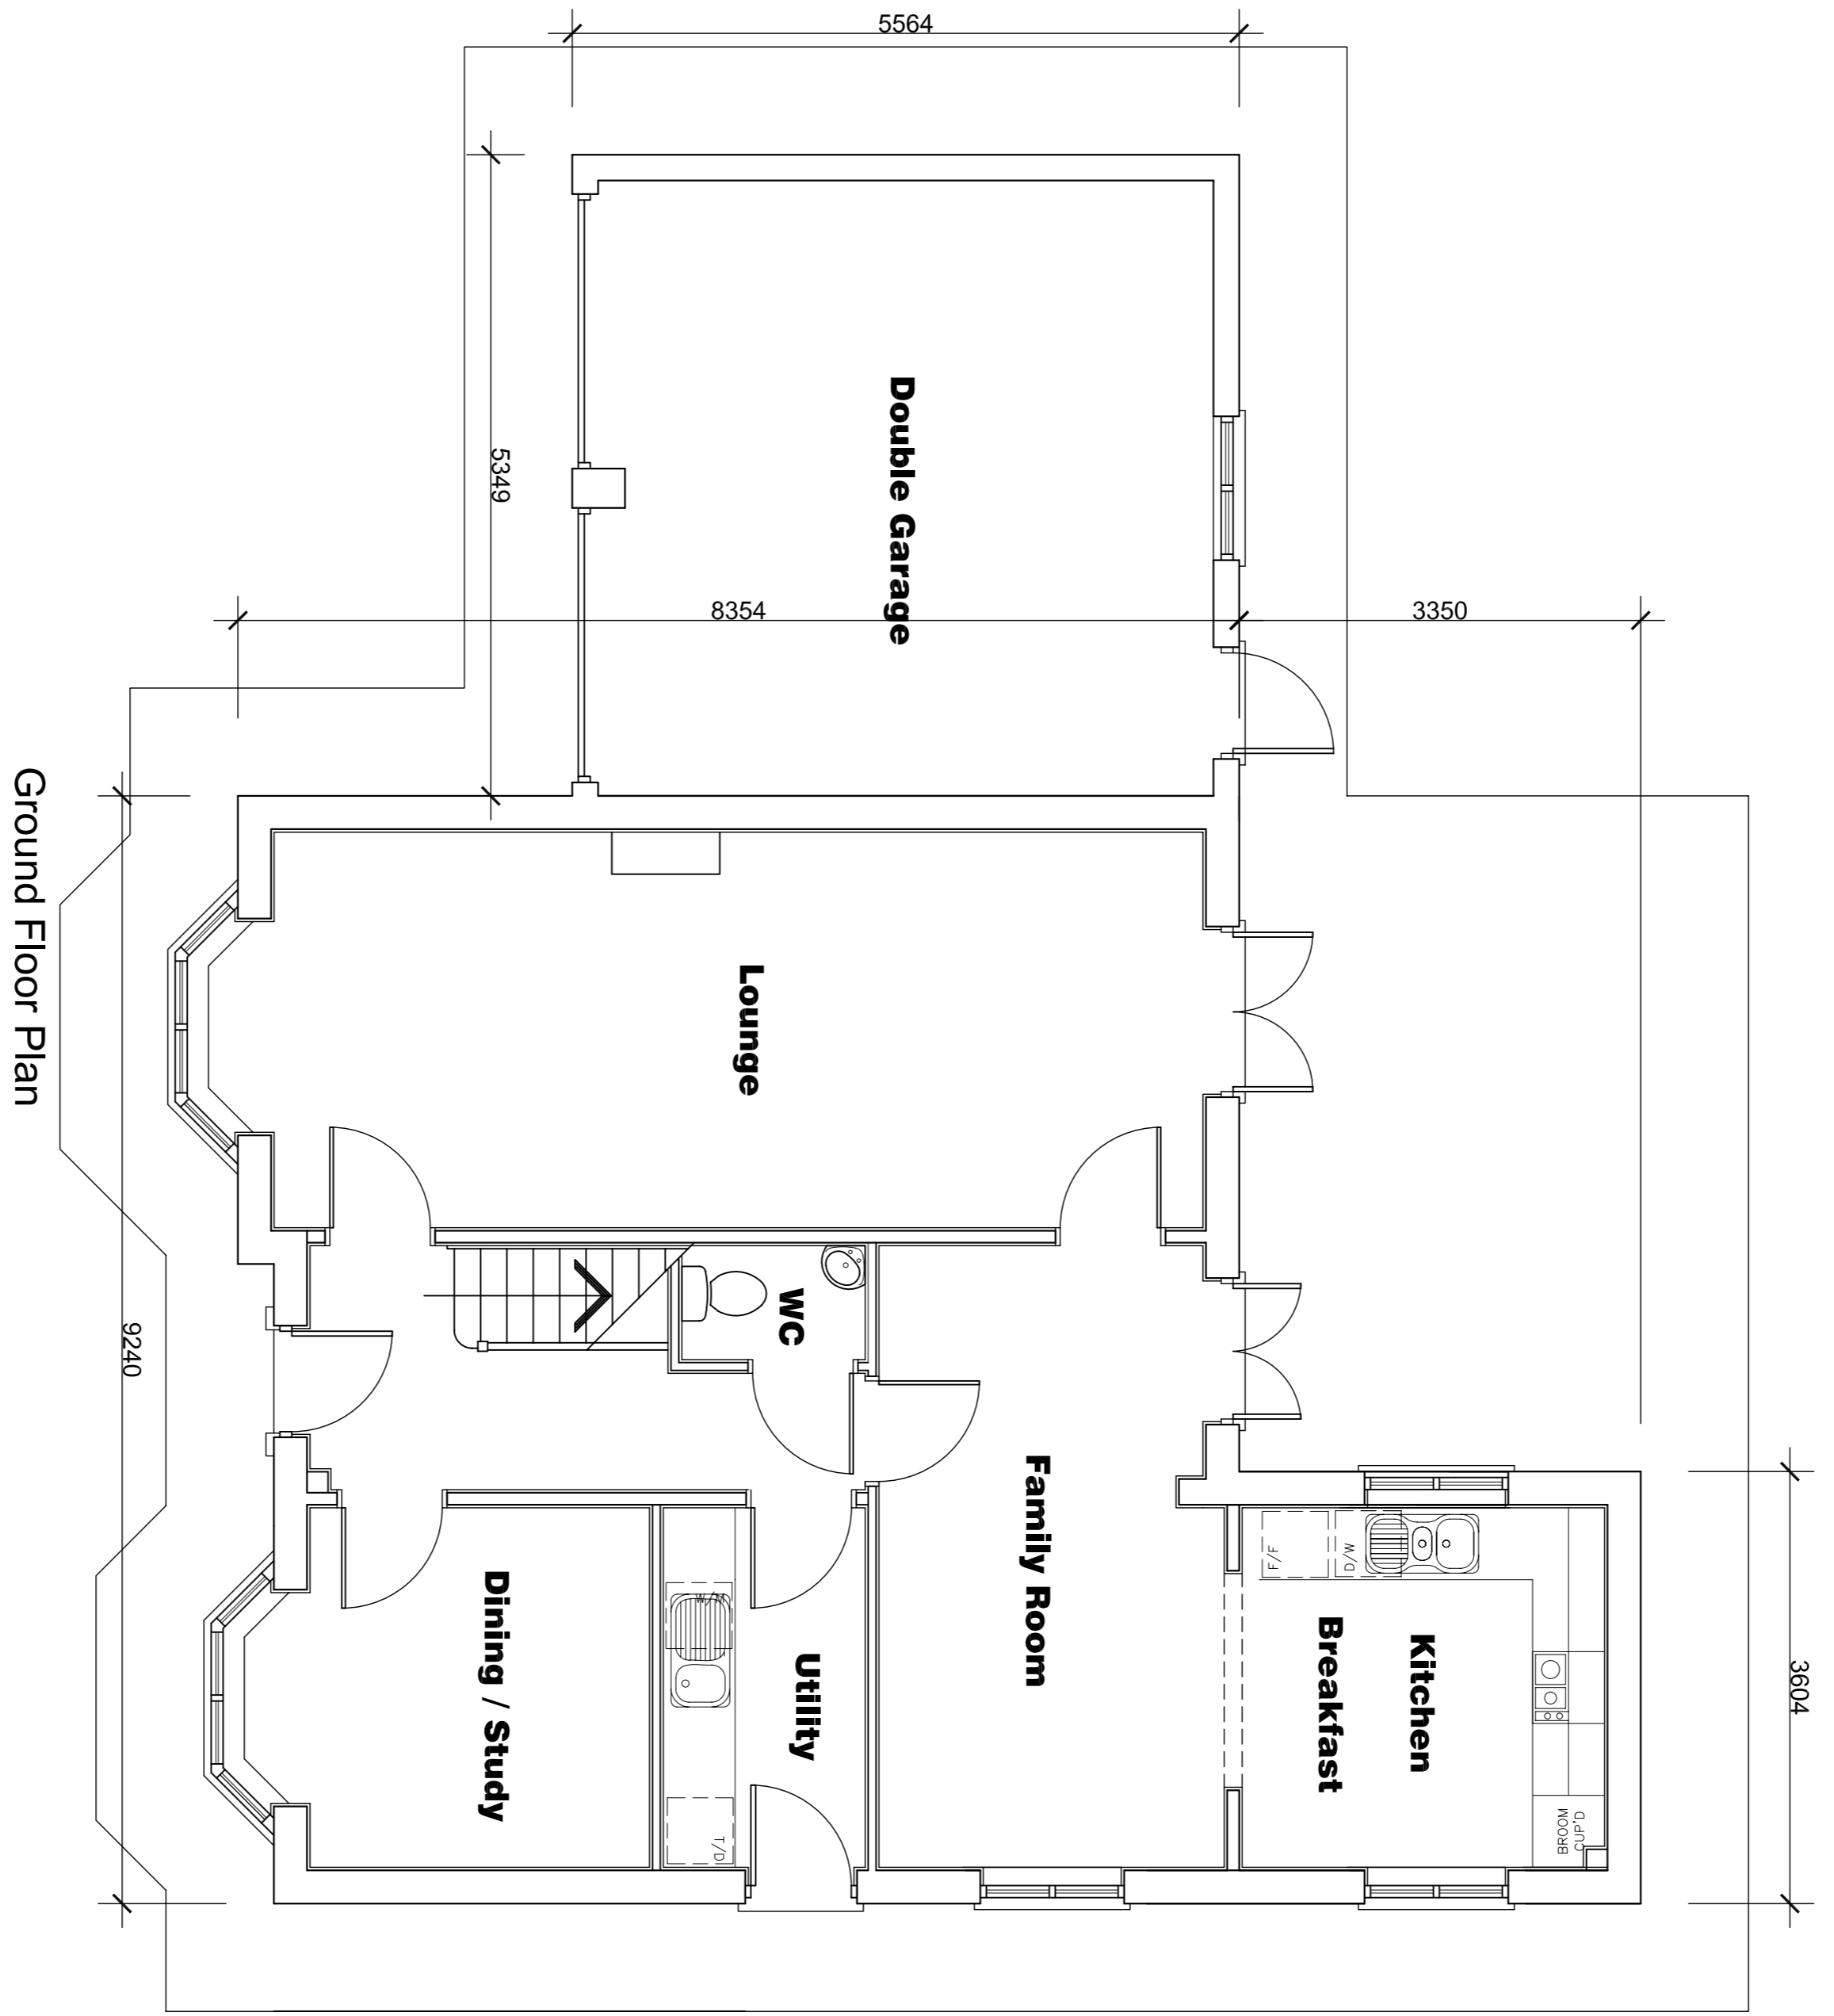 5564
5349
8354
3350
9240
3604
Double Garage
Lounge
WC
Family Room
Kitchen
Breakfast
Utility
Dining / Study
F/F
D/W
W/M
T/D
BROOM
CUP'D
Ground Floor Plan